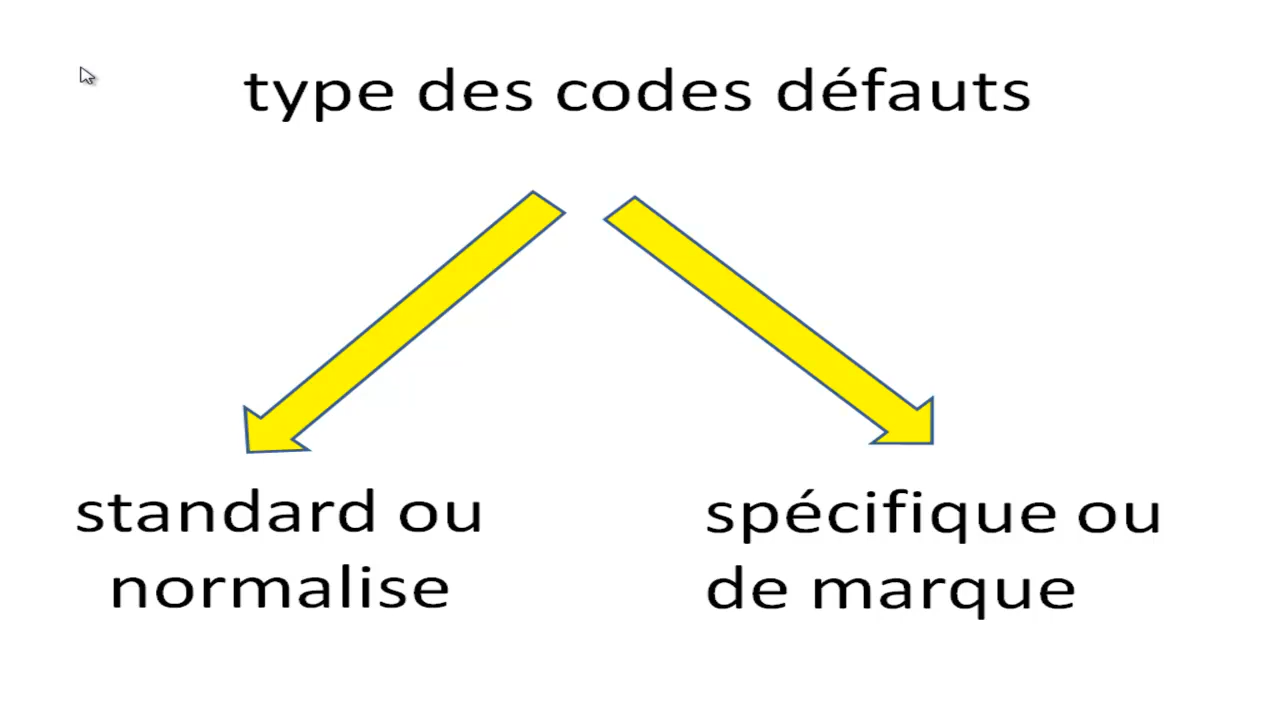 type des codes défauts
standard ou
normalise
spécifique ou
de marque